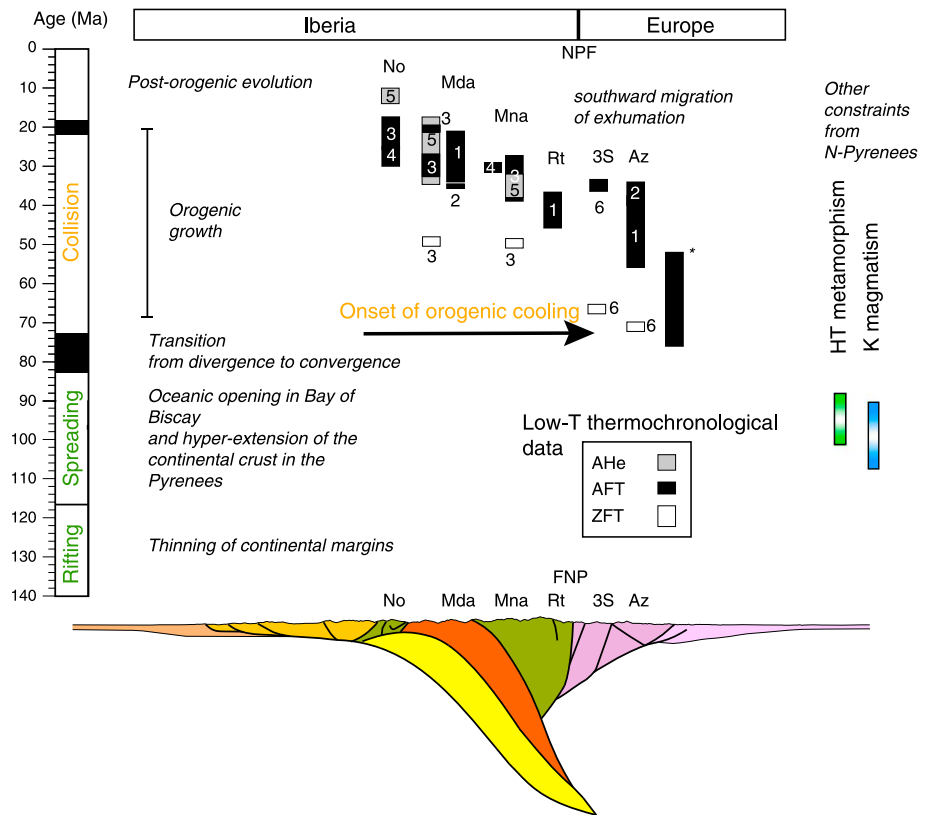 Age (Ma)
Iberia
Europe
NPF
0
10
20
30
40
50
60
70
80
90
100
110
120
130
140
Collision
Spreading
Rifting
Post-orogenic evolution
Orogenic
growth
Transition
from divergence to convergence
Oceanic opening in Bay of
Biscay
and hyper-extension of the
continental crust in the
Pyrenees
Thinning of continental margins
No
5
3
4
Mda
3
5
3
3
1
2
Mna
4
3
5
3
Rt
1
southward migration
of exhumation
3S
6
6
Az
2
1
6
*
Onset of orogenic cooling
Other
constraints
from
N-Pyrenees
HT metamorphism
K magmatism
Low-T thermochronological
data
AHe
AFT
ZFT
FNP
No Mda Mna Rt 3S Az